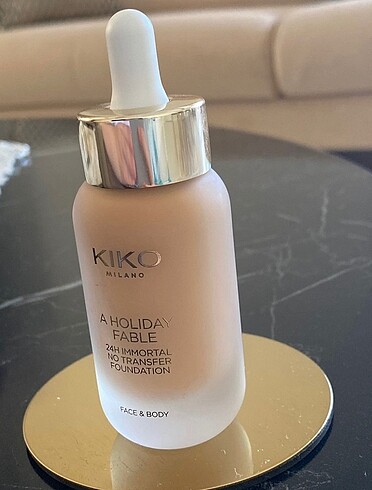 KIKO
MILANO
A HOLIDAY
FABLE
24H IMMORTAL
NO TRANSFER
FOUNDATION
FACE & BODY